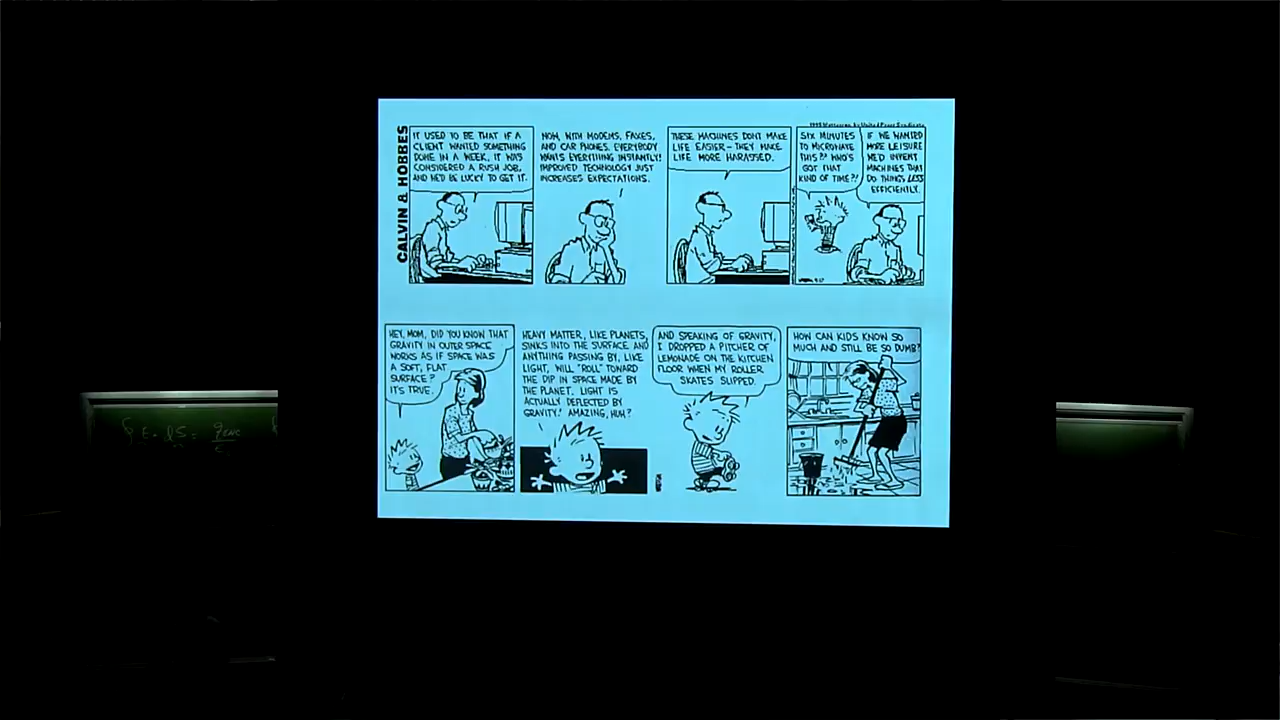 CALVIN & HOBBES
IT USED TO BE THAT IF A
CLIENT WANTED SOMETHING
DONE IN A WEEK, IT WAS
CONSIDERED A RUSH JOB,
AND HE'D BE LUCKY TO GET IT.
NOW, WITH MODEMS, FAXES,
AND CAR PHONES, EVERYBODY
WANTS EVERYTHING INSTANTLY!
IMPROVED TECHNOLOGY JUST
INCREASES EXPECTATIONS.
THESE MACHINES DON'T MAKE
LIFE EASIER - THEY MAKE
LIFE MORE HARASSED.
SIX MINUTES
TO MICROWAVE
THIS?! WHO'S
GOT THAT
KIND OF TIME?!
IF WE WANTED
MORE LEISURE
WE'D INVENT
MACHINES THAT
DO THINGS LESS
EFFICIENTLY.
HEY, MOM, DID YOU KNOW THAT
GRAVITY IN OUTER SPACE
WORKS AS IF SPACE WAS
A SOFT, FLAT
SURFACE?
IT'S TRUE.
HEAVY MATTER, LIKE PLANETS,
SINKS INTO THE SURFACE AND
ANYTHING PASSING BY, LIKE
LIGHT, WILL "ROLL" TOWARD
THE DIP IN SPACE MADE BY
THE PLANET. LIGHT IS
ACTUALLY DEFLECTED BY
GRAVITY! AMAZING, HUH?
AND SPEAKING OF GRAVITY,
I DROPPED A PITCHER OF
LEMONADE ON THE KITCHEN
FLOOR WHEN MY ROLLER
SKATES SLIPPED.
HOW CAN KIDS KNOW SO
MUCH AND STILL BE SO DUMB?